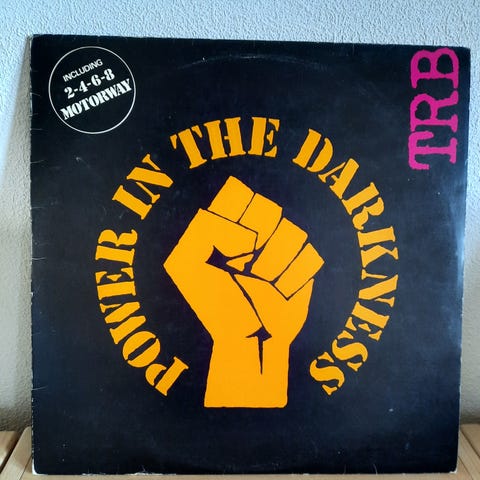 INCLUDING
2-4-6-8
MOTORWAY
TRB
POWER IN THE DARKNESS